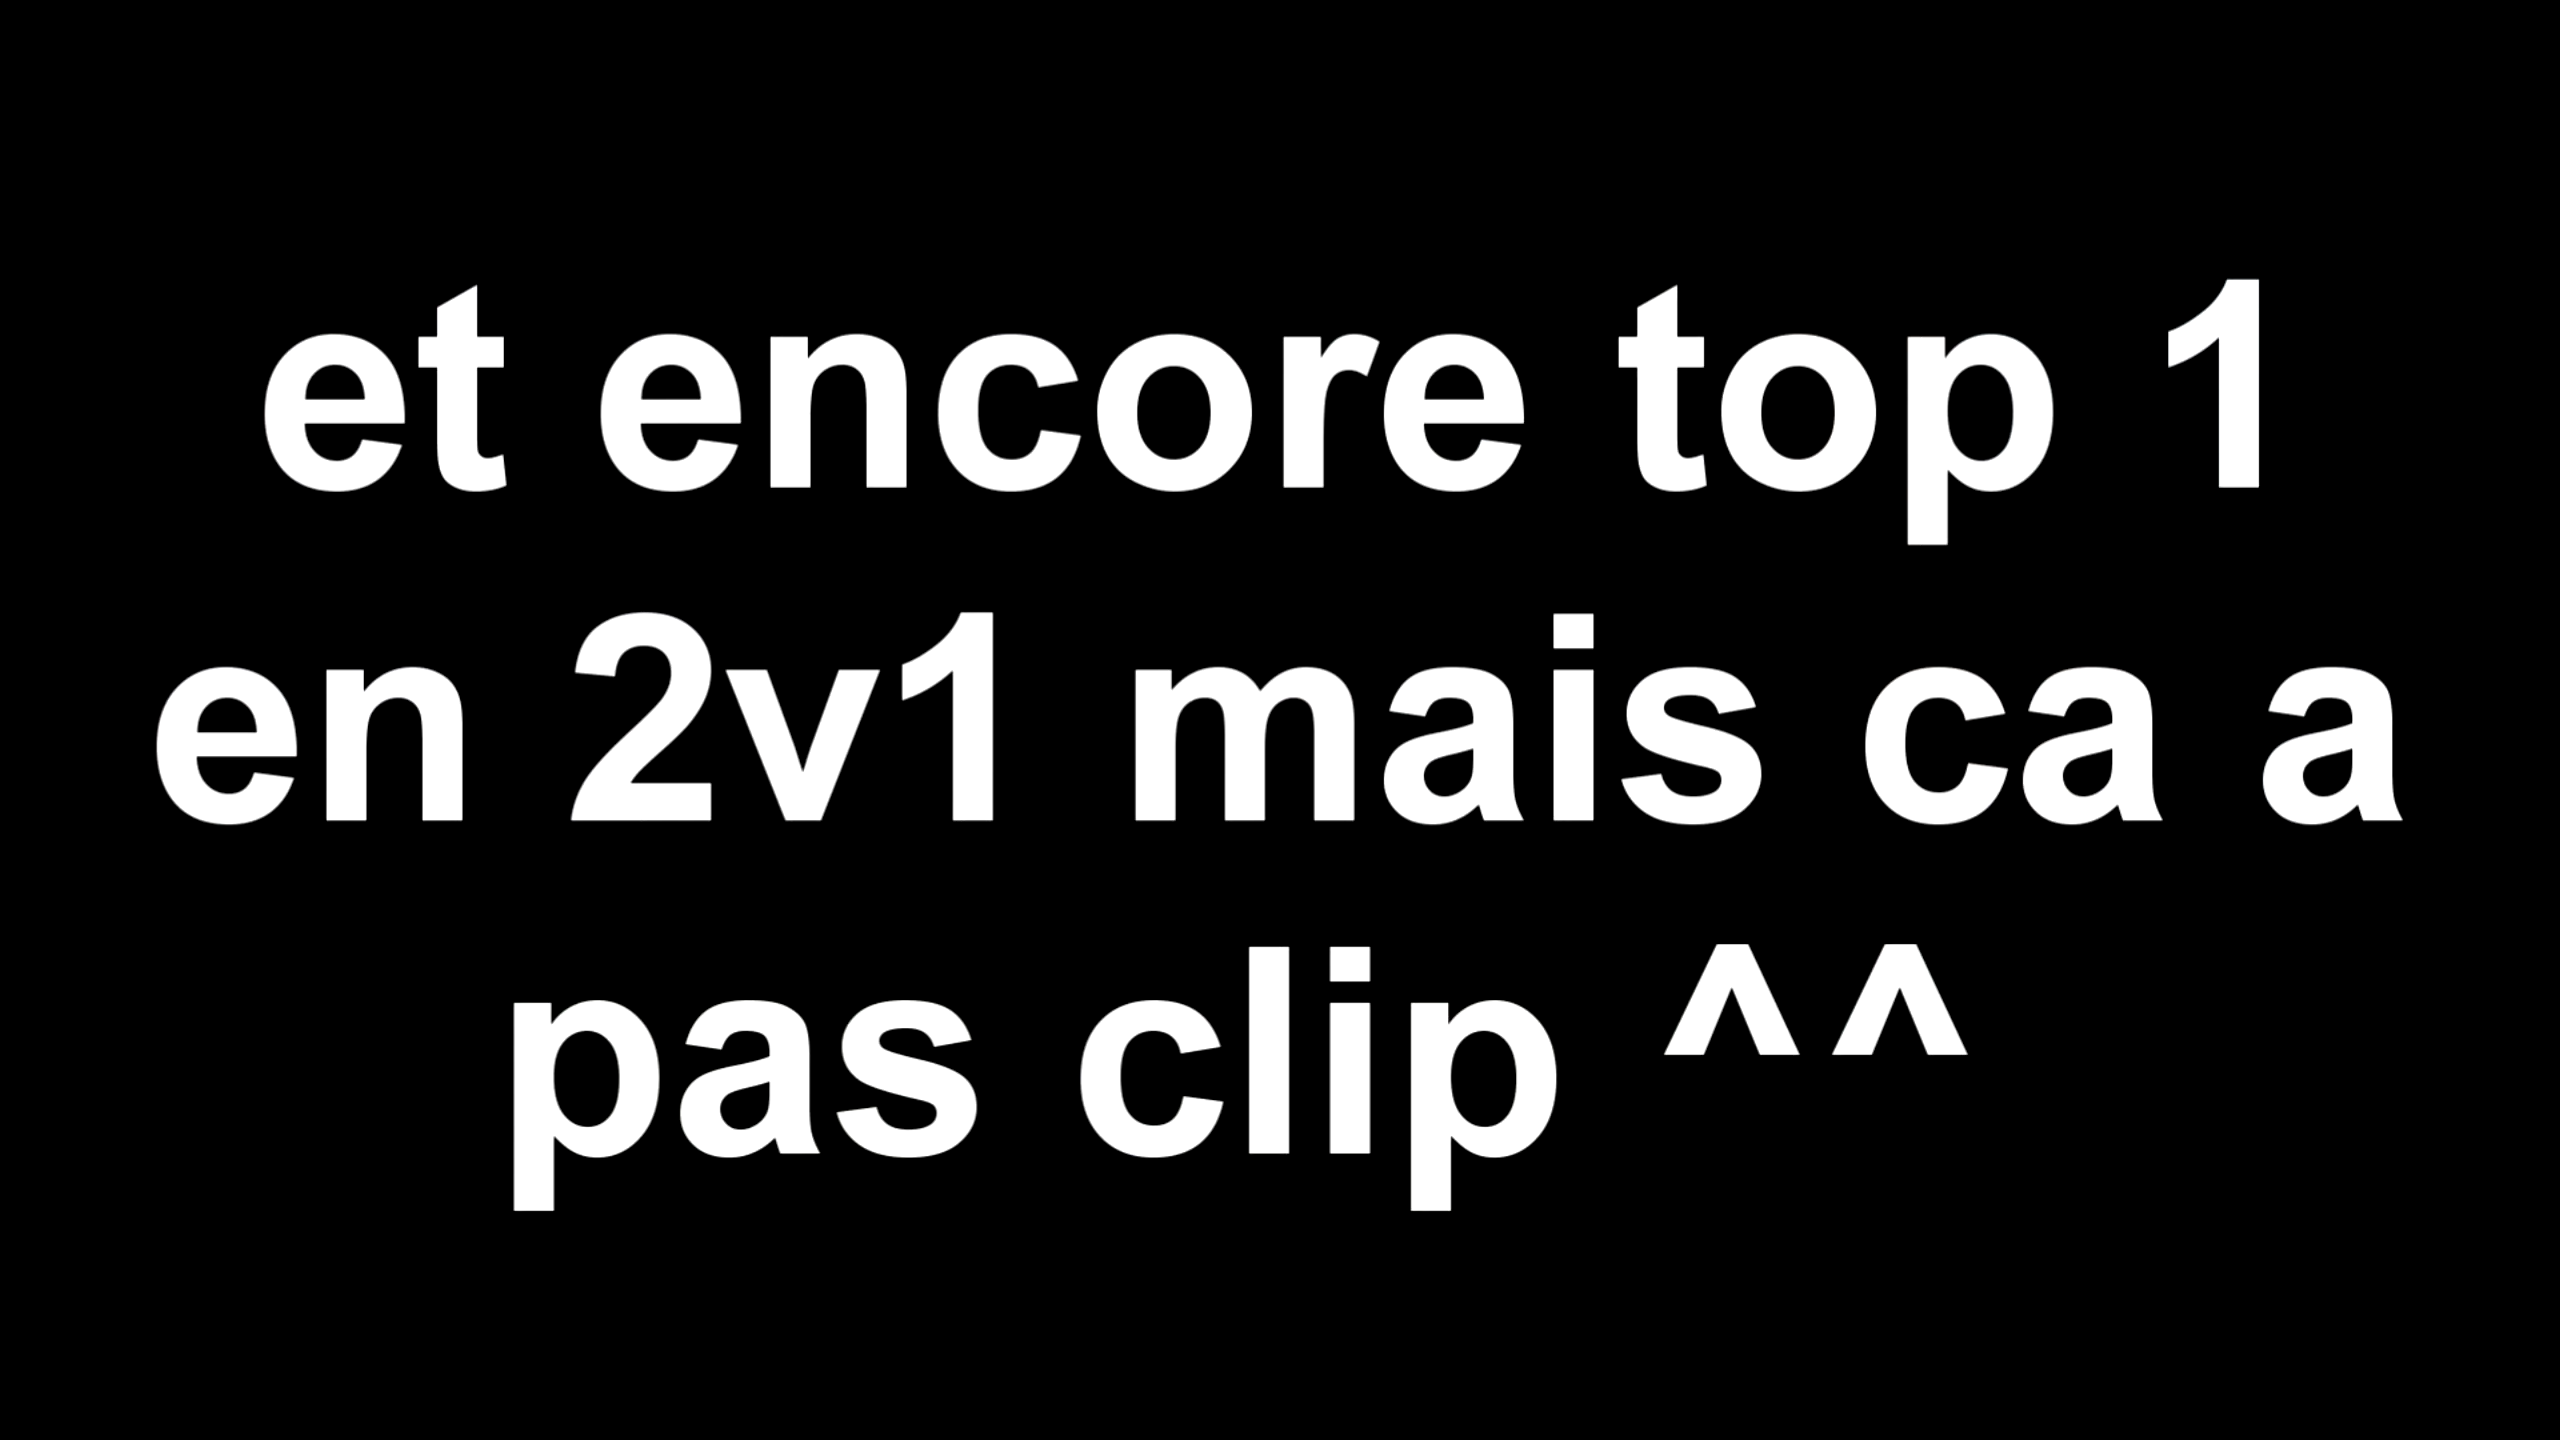 et encore top 1
en 2v1 mais ca a
pas clip ^^